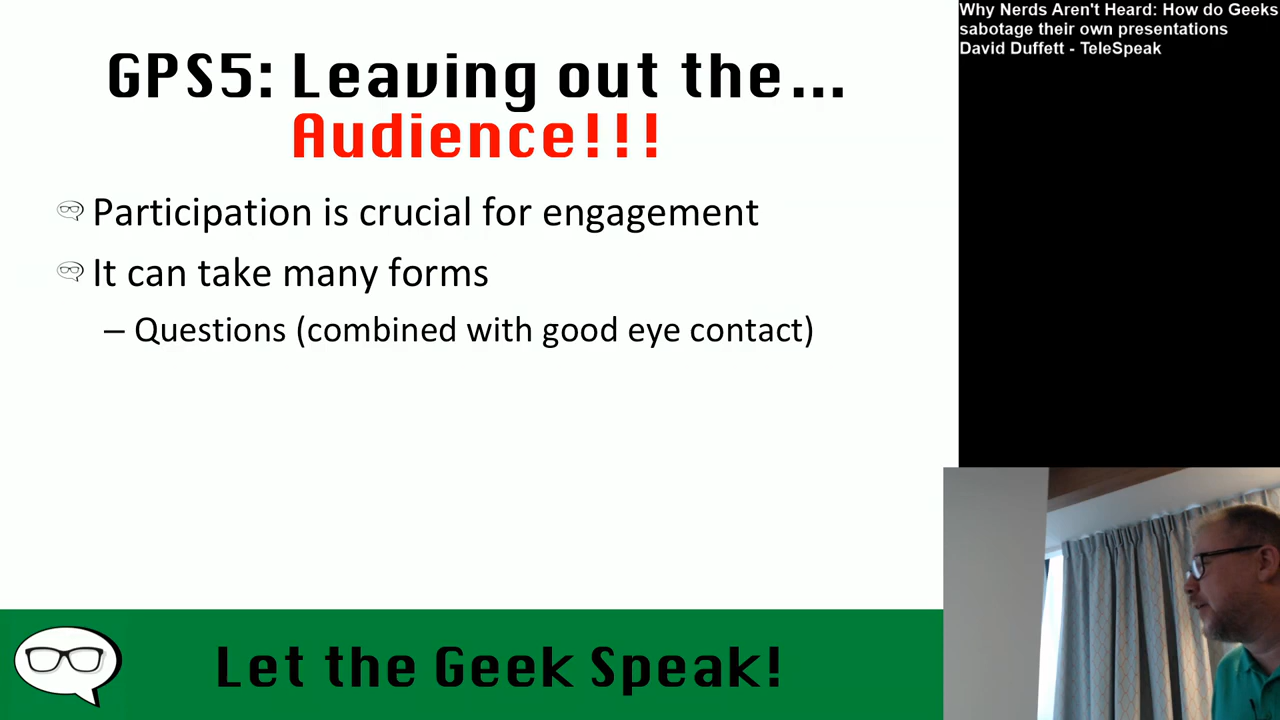 Why Nerds Aren't Heard: How do Geeks
sabotage their own presentations
David Duffett - TeleSpeak
GPS5: Leaving out the...
Audience!!!
Participation is crucial for engagement
It can take many forms
– Questions (combined with good eye contact)
Let the Geek Speak!